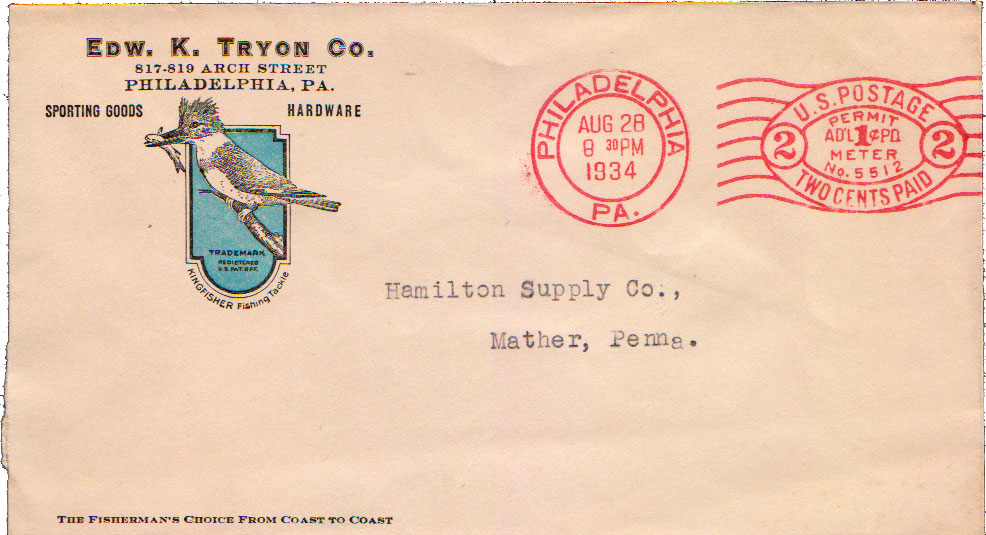 EDW. K. TRYON CO.
817-819 ARCH STREET
PHILADELPHIA, PA.
SPORTING GOODS HARDWARE
TRADEMARK
REGISTERED
U.S. PAT. OFF.
KINGFISHER Fishing Tackle
PHILADELPHIA
AUG 28
8 30 PM
1934
PA.
U.S. POSTAGE
PERMIT
AD'L 1¢ PD.
2 2
METER
No. 5512
TWO CENTS PAID
Hamilton Supply Co.,
Mather, Penna.
THE FISHERMAN'S CHOICE FROM COAST TO COAST